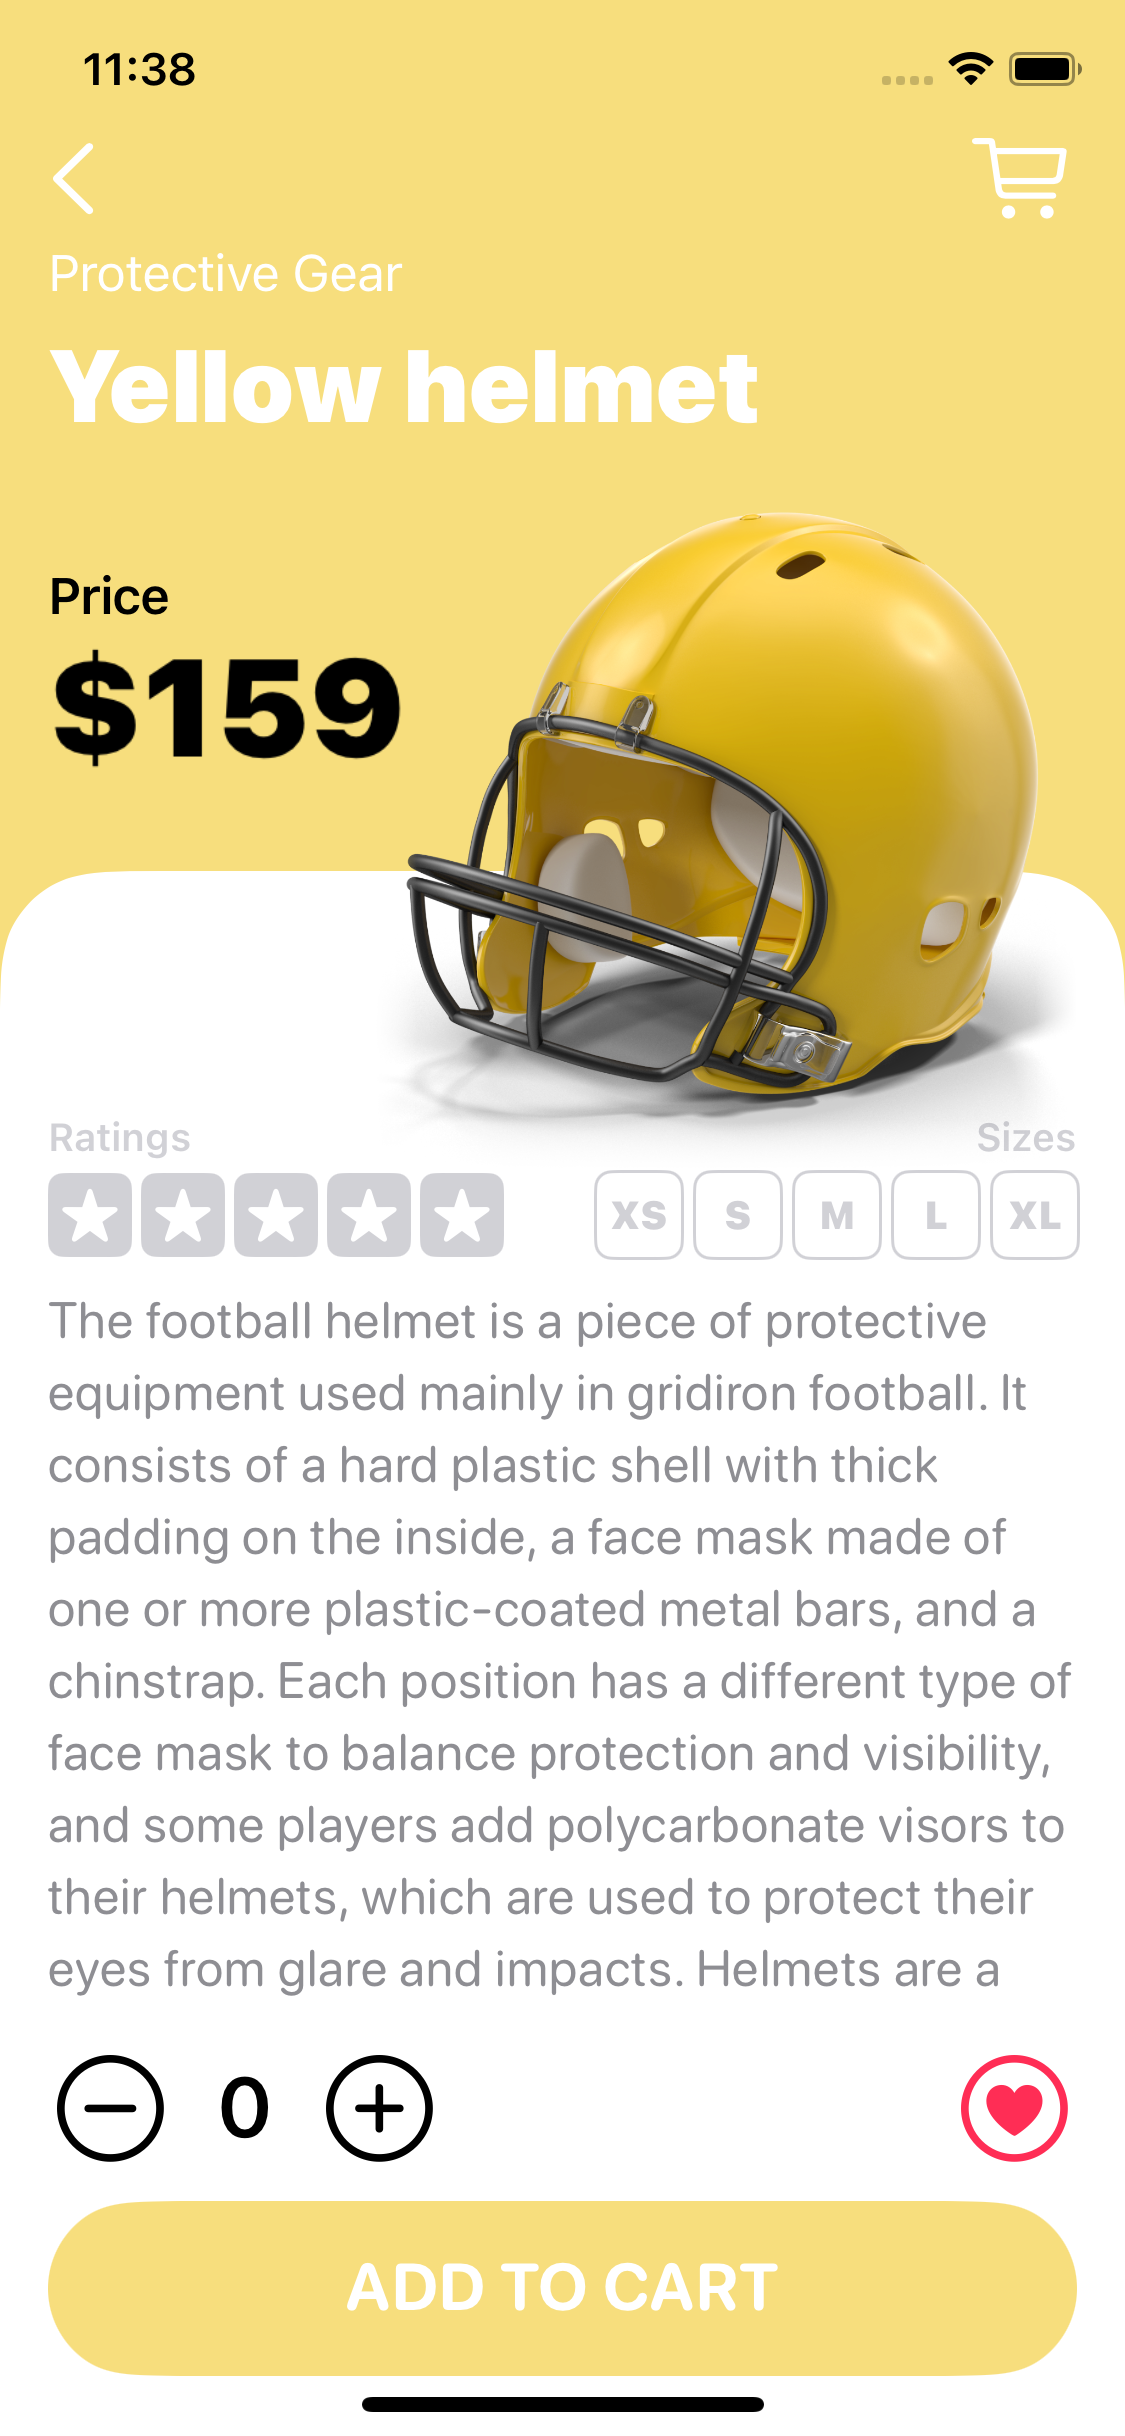 11:38
Protective Gear
Yellow helmet
Price
$159
Ratings
Sizes
XS S M L XL
The football helmet is a piece of protective
equipment used mainly in gridiron football. It
consists of a hard plastic shell with thick
padding on the inside, a face mask made of
one or more plastic-coated metal bars, and a
chinstrap. Each position has a different type of
face mask to balance protection and visibility,
and some players add polycarbonate visors to
their helmets, which are used to protect their
eyes from glare and impacts. Helmets are a
0
ADD TO CART